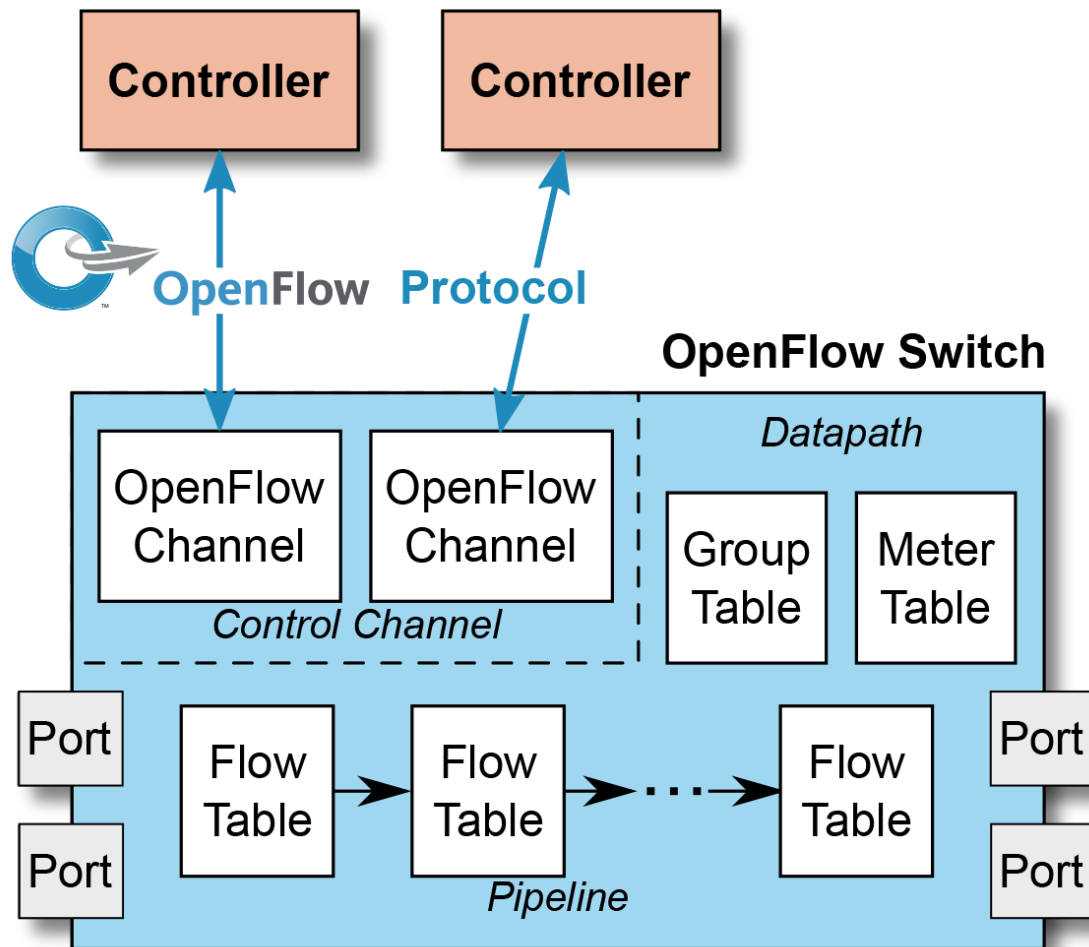 Controller
Controller
OpenFlow
Protocol
™
OpenFlow Switch
Datapath
OpenFlow
Channel
OpenFlow
Channel
Control Channel
Group
Table
Meter
Table
Port
Port
Flow
Table
Flow
Table
...
Flow
Table
Port
Port
Pipeline